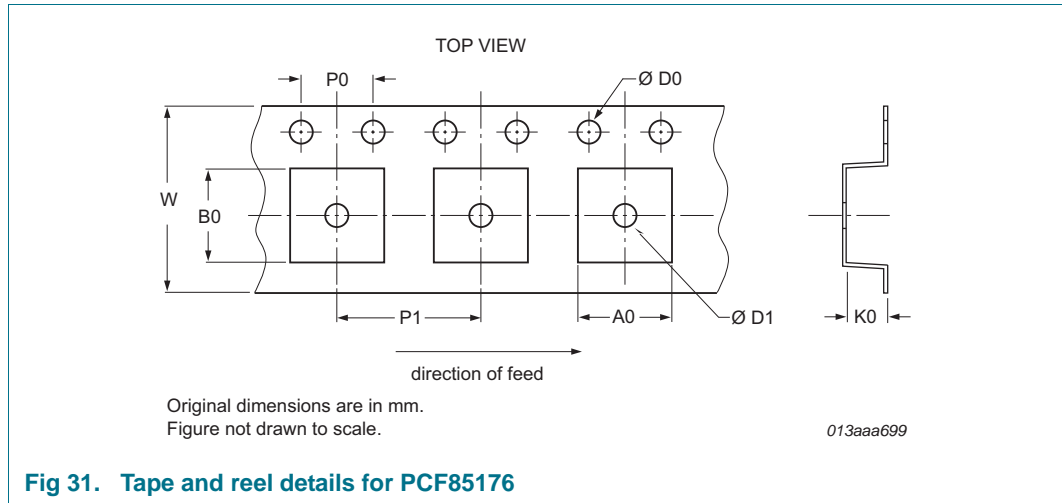 TOP VIEW
P0
Ø D0
W
B0
P1
A0
Ø D1
K0
direction of feed
Original dimensions are in mm.
Figure not drawn to scale.
013aaa699
Fig 31. Tape and reel details for PCF85176